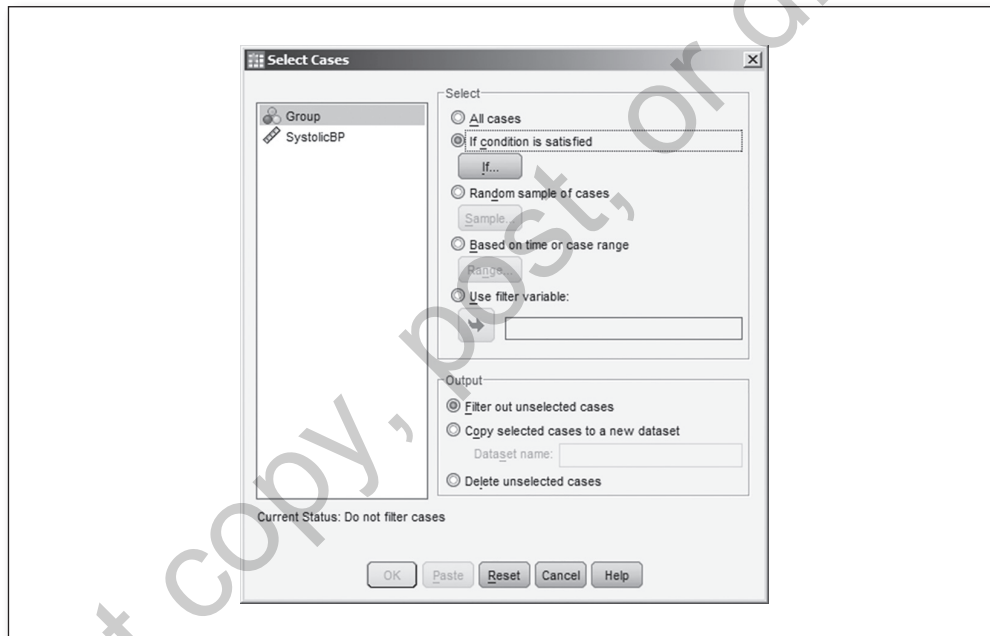 Select Cases
Group
SystolicBP
Select
All cases
If condition is satisfied
If...
Random sample of cases
Sample...
Based on time or case range
Range...
Use filter variable:
Output
Filter out unselected cases
Copy selected cases to a new dataset
Dataset name:
Delete unselected cases
Current Status: Do not filter cases
OK
Paste
Reset
Cancel
Help
copy, post, or